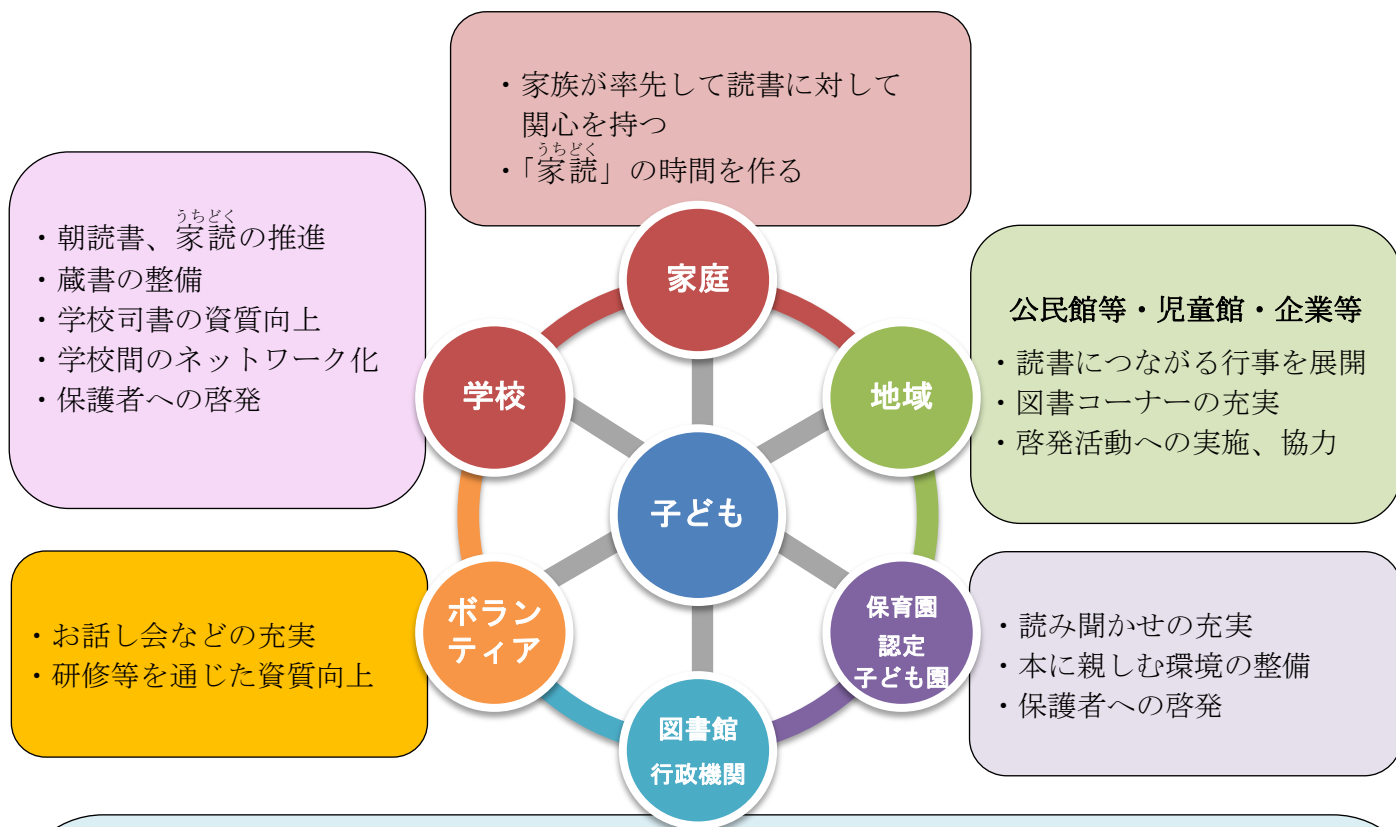 ・家族が率先して読書に対して
関心を持つ
うちどく
・「家読」の時間を作る
うちどく
・朝読書、家読の推進
・蔵書の整備
・学校司書の資質向上
・学校間のネットワーク化
・保護者への啓発
家庭
学校
地域
公民館等・児童館・企業等
・読書につながる行事を展開
・図書コーナーの充実
・啓発活動への実施、協力
子ども
ボラン
ティア
・お話し会などの充実
・研修等を通じた資質向上
保育園
認定
子ども園
・読み聞かせの充実
・本に親しむ環境の整備
・保護者への啓発
図書館
行政機関